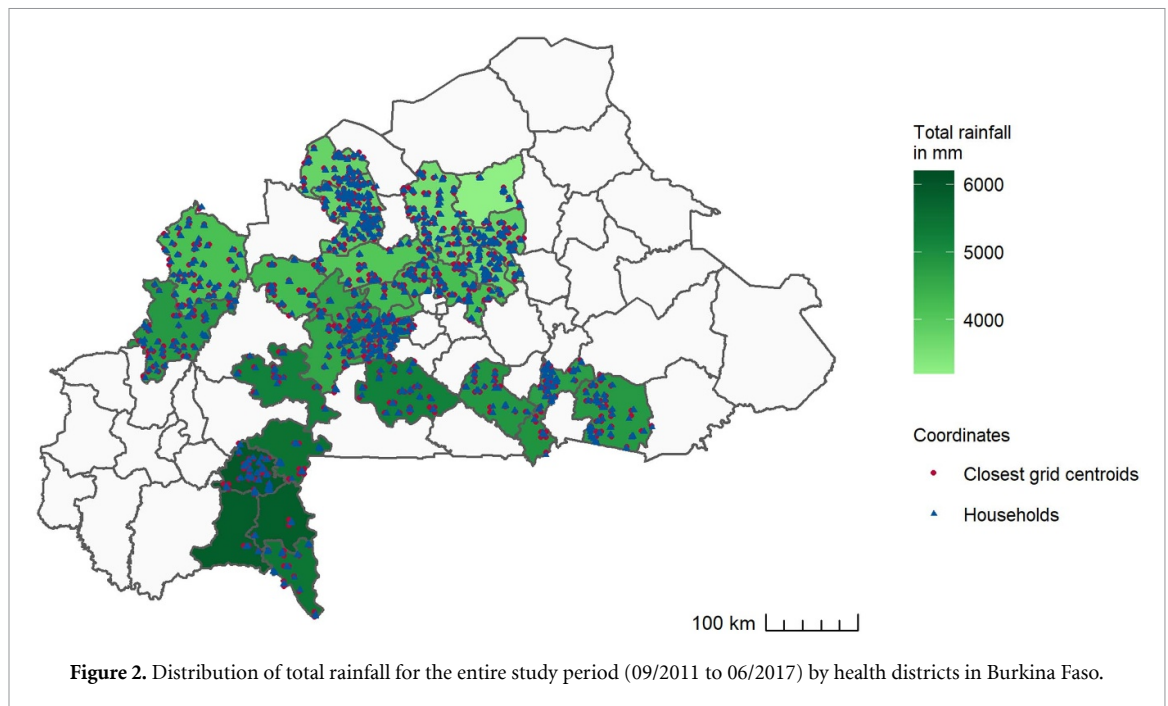 Total rainfall
in mm
6000
5000
4000
Coordinates
Closest grid centroids
Households
100 km
Figure 2. Distribution of total rainfall for the entire study period (09/2011 to 06/2017) by health districts in Burkina Faso.